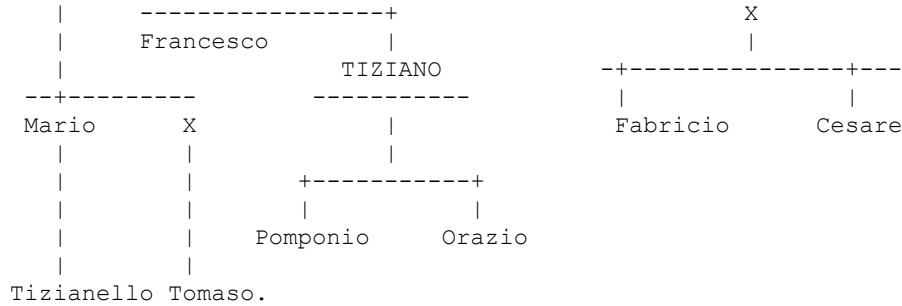 | -----------------+ X
| Francesco | |
| TIZIANO -+---------------+---
--+--------- ----------- | |
Mario X | Fabricio Cesare
| | |
| | +-----------+
| | | |
| | Pomponio Orazio
| |
Tizianello Tomaso.